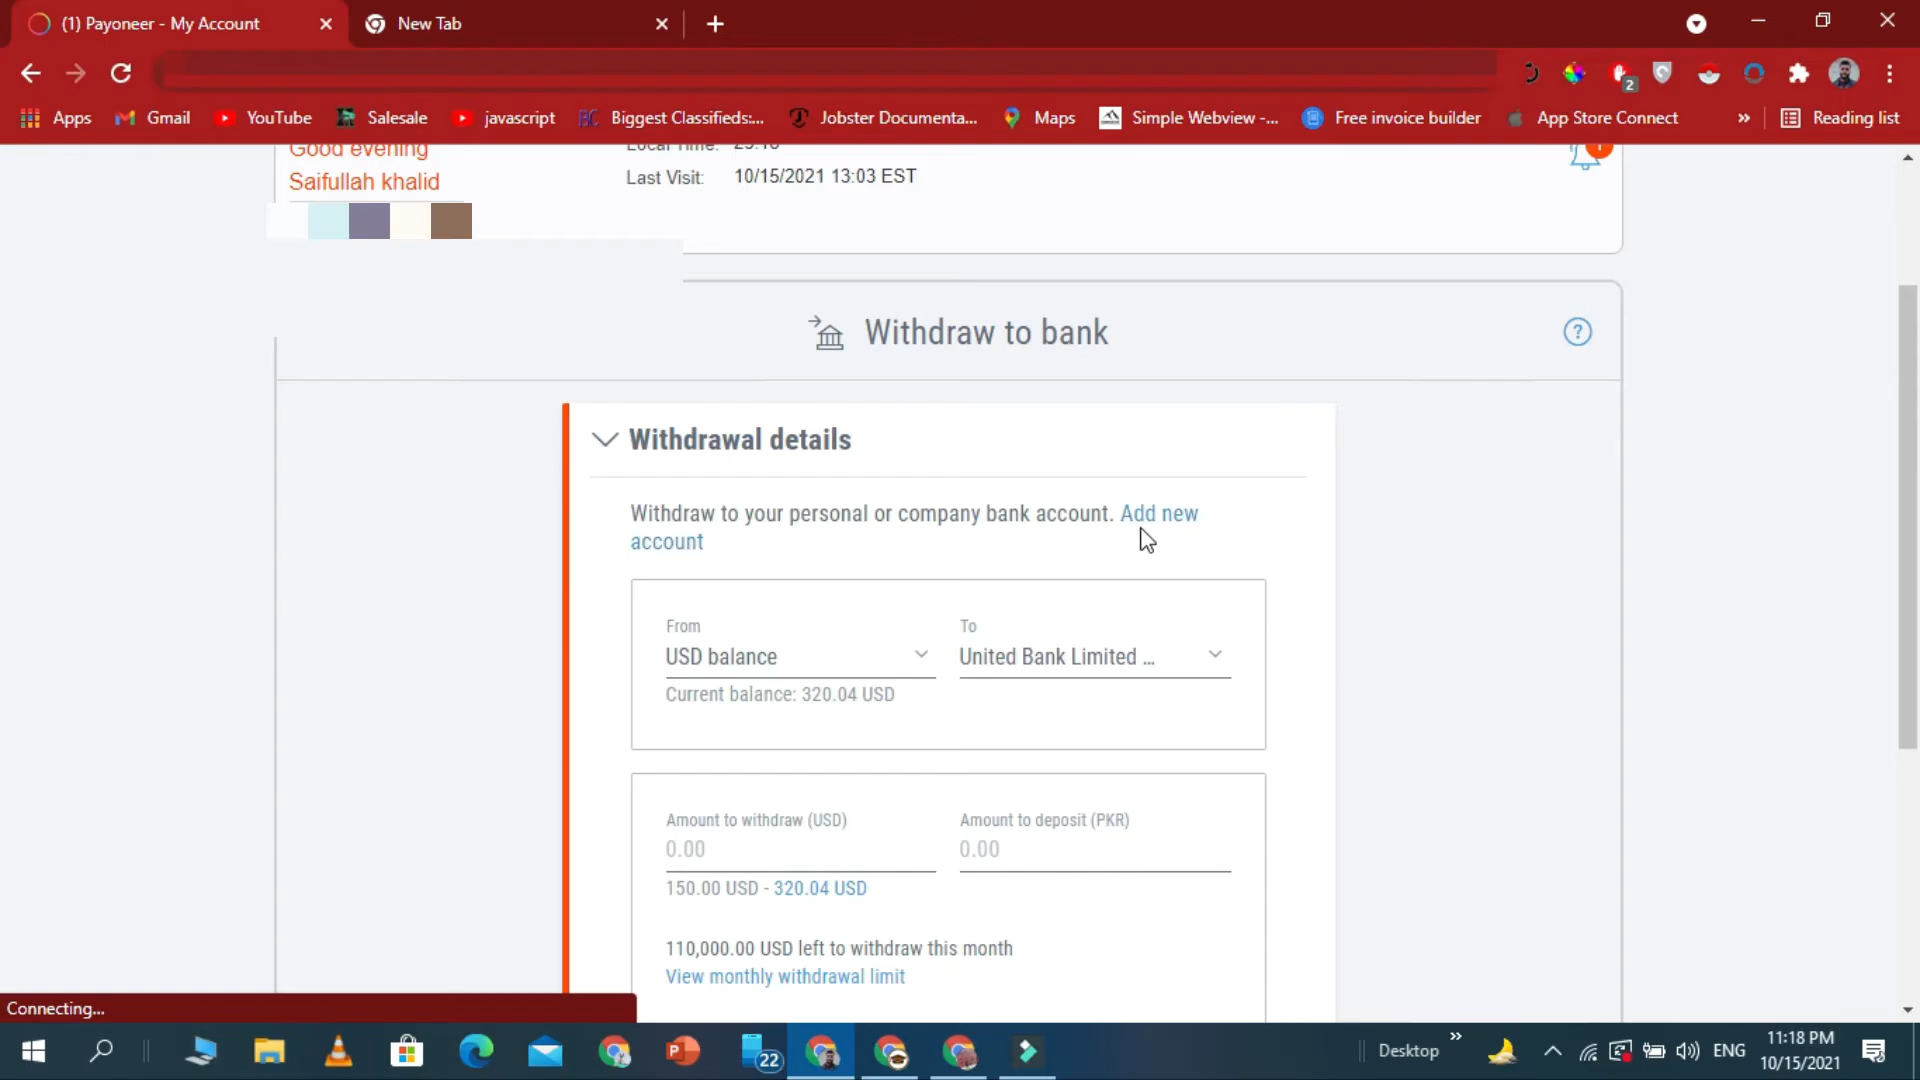 (1) Payoneer - My Account
New Tab
2
Apps Gmail YouTube Salesale javascript Biggest Classifieds:... Jobster Documenta... Maps Simple Webview -... Free invoice builder App Store Connect » Reading list
Good evening
Saifullah khalid
Last Visit: 10/15/2021 13:03 EST
Withdraw to bank
?
Withdrawal details
Withdraw to your personal or company bank account. Add new
account
From To
USD balance United Bank Limited ...
Current balance: 320.04 USD
Amount to withdraw (USD) Amount to deposit (PKR)
0.00 0.00
150.00 USD - 320.04 USD
110,000.00 USD left to withdraw this month
View monthly withdrawal limit
Connecting...
22
Desktop » ENG
11:18 PM
10/15/2021